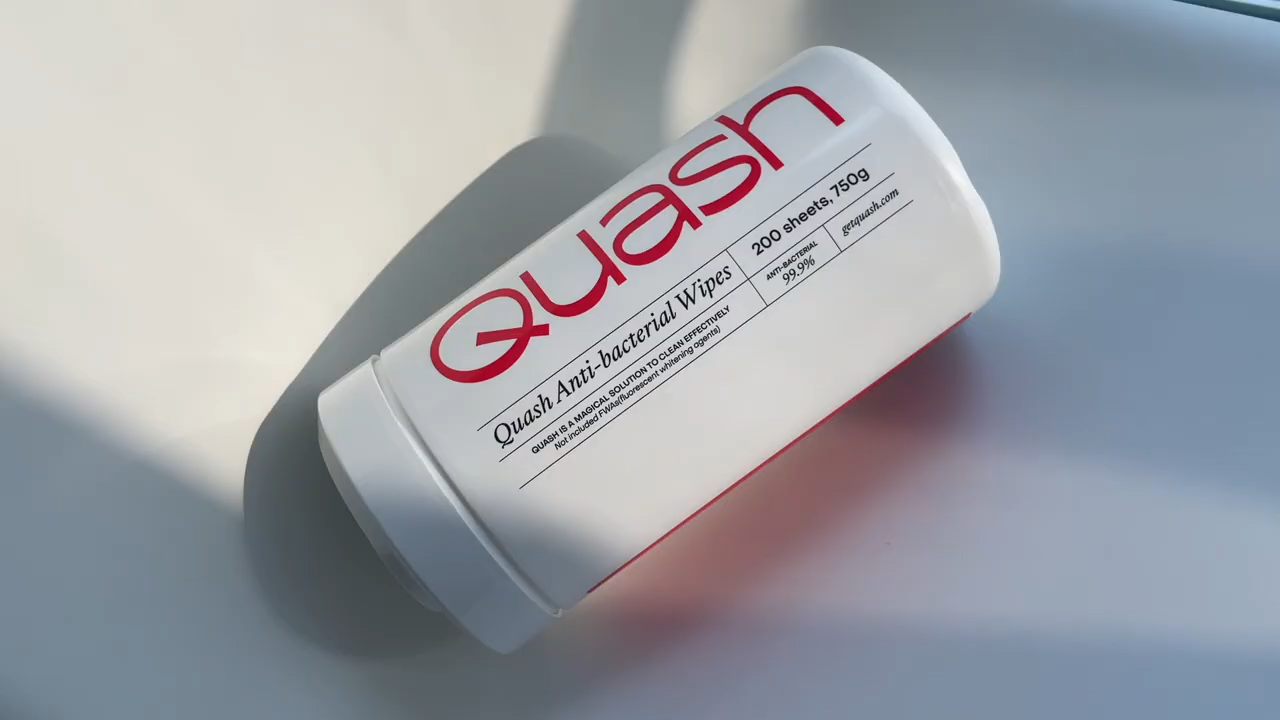 Quash
Quash Anti-bacterial Wipes
200 sheets, 750g
QUASH IS A MAGICAL SOLUTION TO CLEAN EFFECTIVELY
Not included FWAs(fluorescent whitening agents)
ANTI-BACTERIAL
99.9%
getquash.com